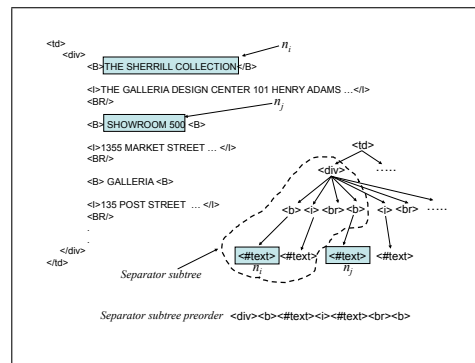 n_i
<td>
<div>
<B>THE SHERRILL COLLECTION</B>
<I>THE GALLERIA DESIGN CENTER 101 HENRY ADAMS …</I>
<BR/>
n_j
<B> SHOWROOM 500 <B>
<I>1355 MARKET STREET … </I>
<BR/>
<B> GALLERIA <B>
<I>135 POST STREET … </I>
<BR/>
.
.
</div>
</td>
<td>
<div> …..
<b> <i> <br> <b> <i> <br> …..
<#text> <#text> <#text> <#text>
n_i n_j
Separator subtree
Separator subtree preorder <div><b><#text><i><#text><br><b>